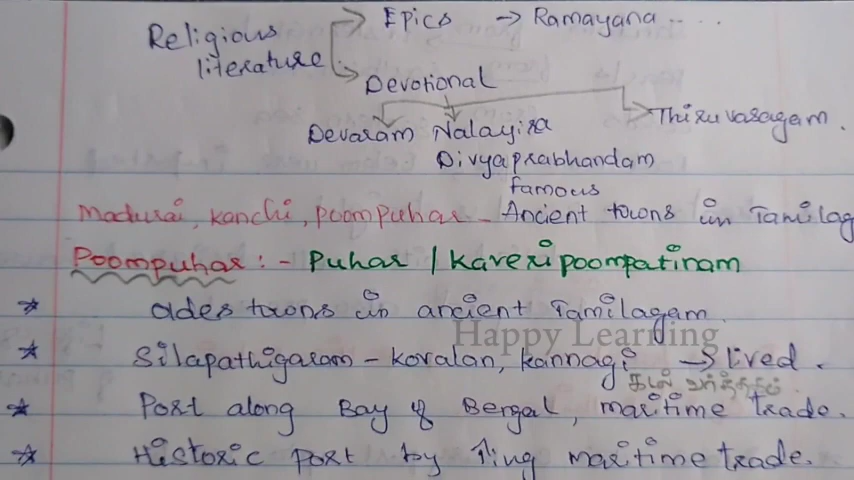 Religious literature
Epics → Ramayana.....
Devotional
Devaram Nalayira Divyaprabhandam
Thiruvasagam.
famous
Madurai, Kanchi, Poompuhar - Ancient towns in Tamilag
Poompuhar :- Puhar / Kaveripoompatinam
* oldes towns in ancient Tamilagam.
Happy Learning
* Silapathigaram - Kovalan, Kannagi → lived.
கடல்
* Port along Bay of Bengal, maritime trade.
* Historic port by maritime trade.